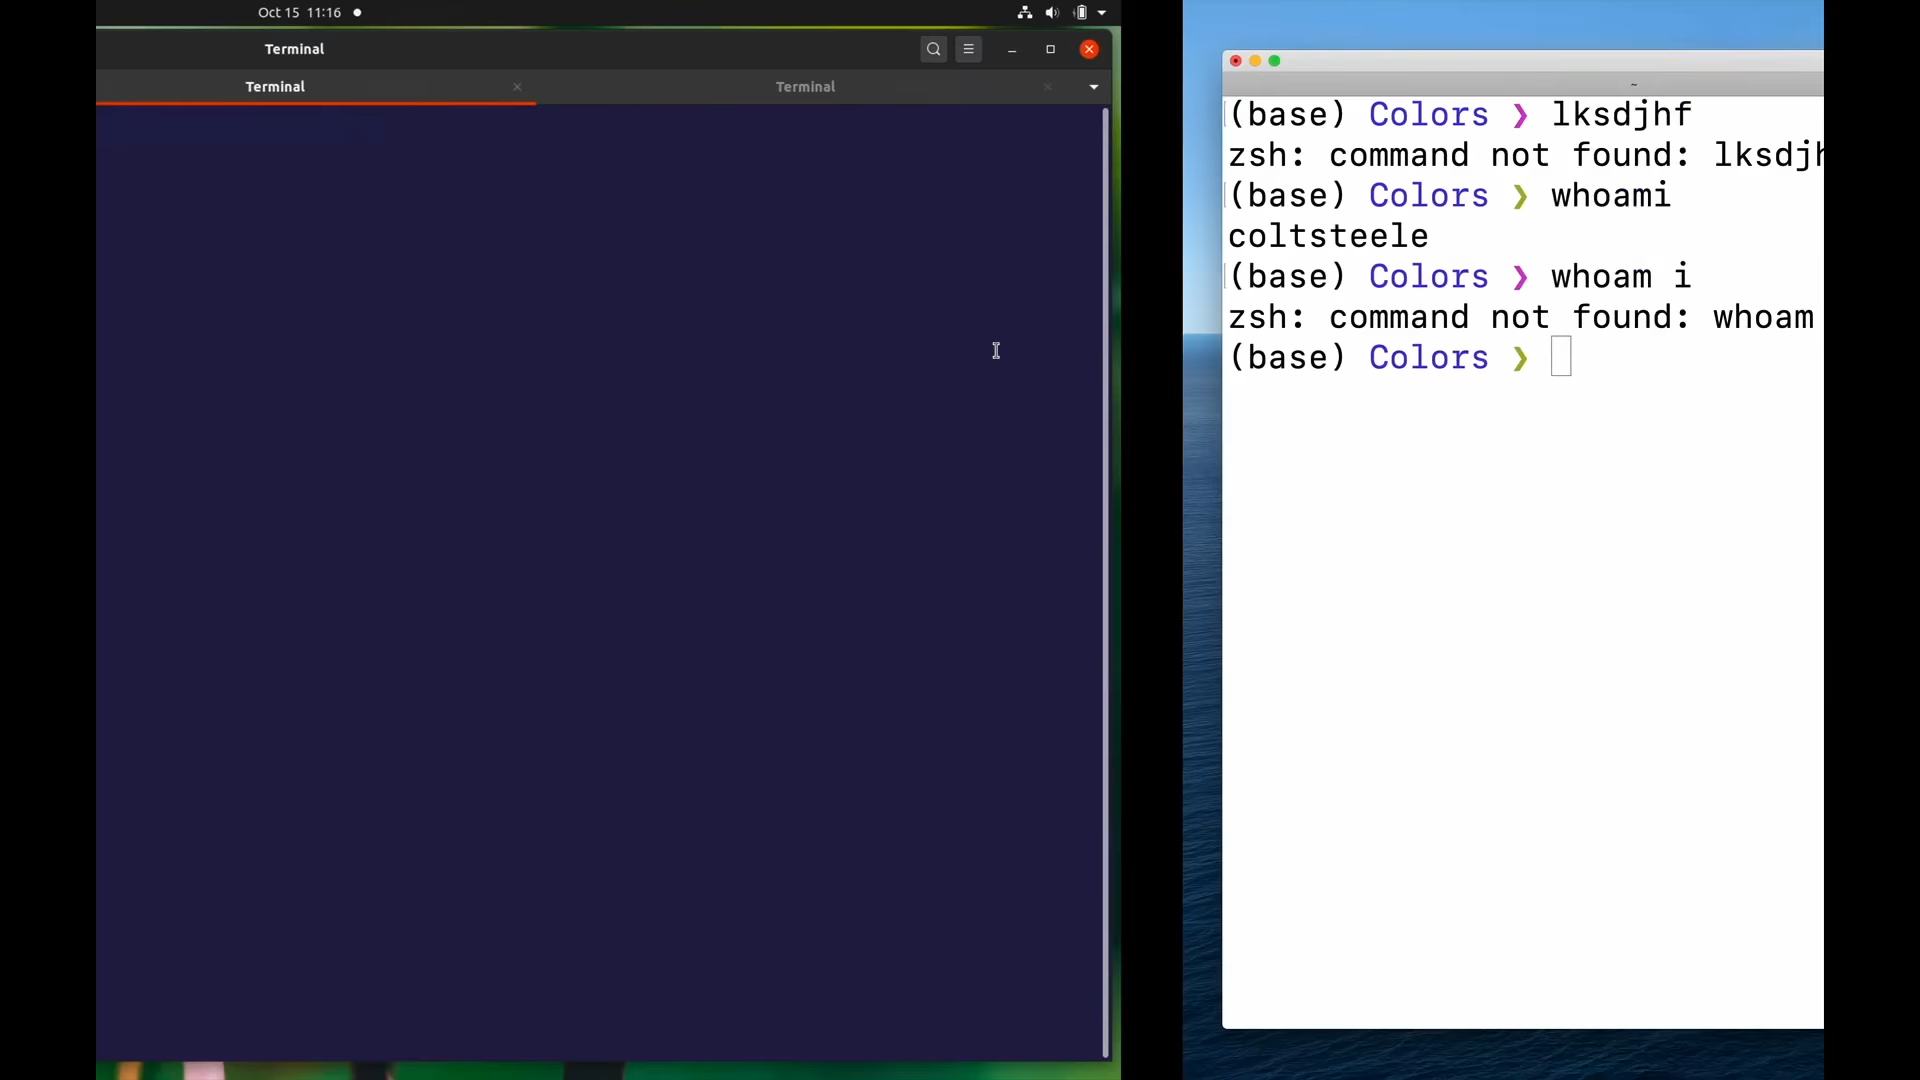 Oct 15 11:16
Terminal
Terminal
Terminal
~
(base) Colors ❯ lksdjhf
zsh: command not found: lksdjh
(base) Colors ❯ whoami
coltsteele
(base) Colors ❯ whoam i
zsh: command not found: whoam
(base) Colors ❯